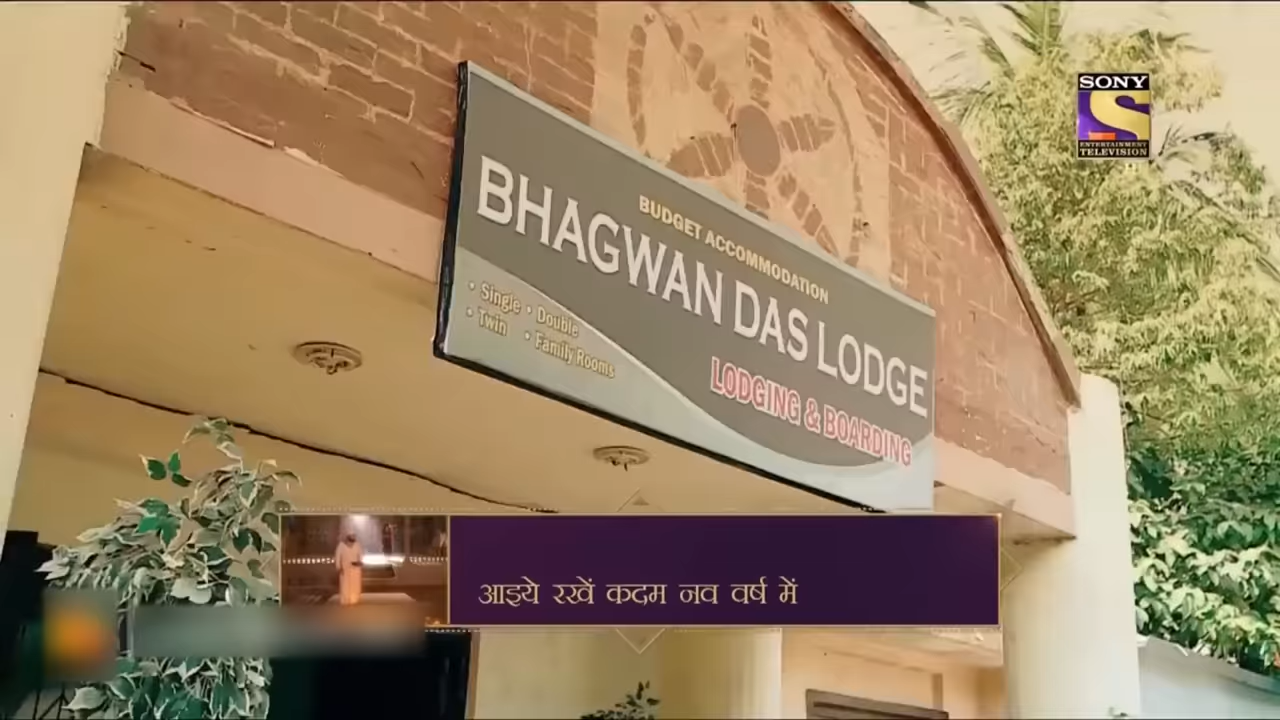 SONY
ENTERTAINMENT
TELEVISION
BUDGET ACCOMMODATION
BHAGWAN DAS LODGE
• Single • Double
• Twin • Family Rooms
LODGING & BOARDING
आइये रखें कदम नव वर्ष में